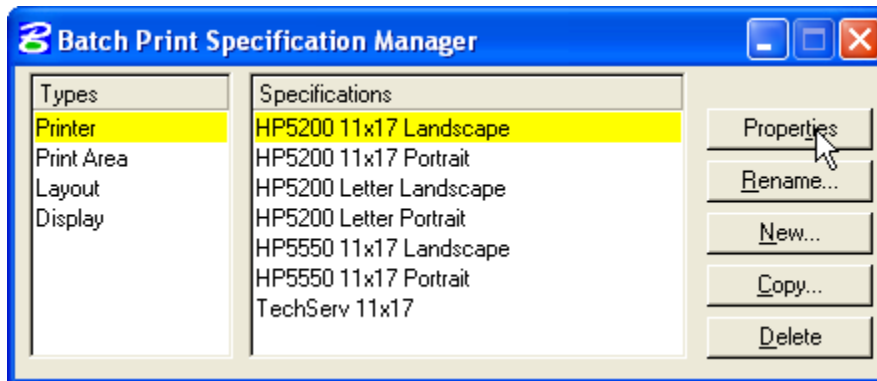 Batch Print Specification Manager
Types
Specifications
Printer
Print Area
Layout
Display
HP5200 11x17 Landscape
HP5200 11x17 Portrait
HP5200 Letter Landscape
HP5200 Letter Portrait
HP5550 11x17 Landscape
HP5550 11x17 Portrait
TechServ 11x17
Properties
Rename...
New...
Copy...
Delete